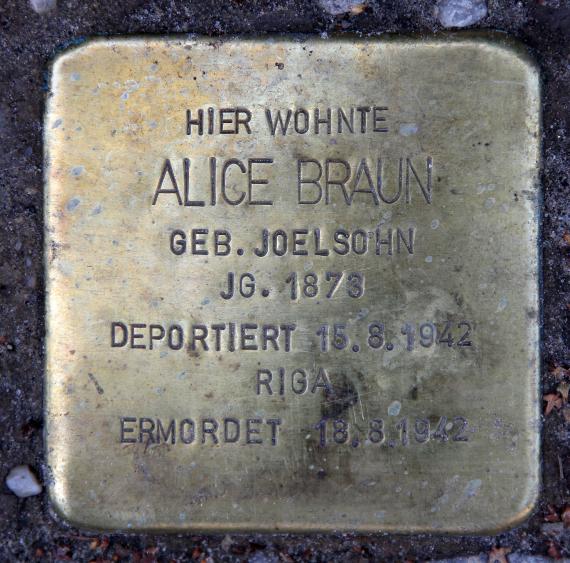 HIER WOHNTE
ALICE BRAUN
GEB. JOELSOHN
JG. 1873
DEPORTIERT 15.8.1942
RIGA
ERMORDET 18.8.1942